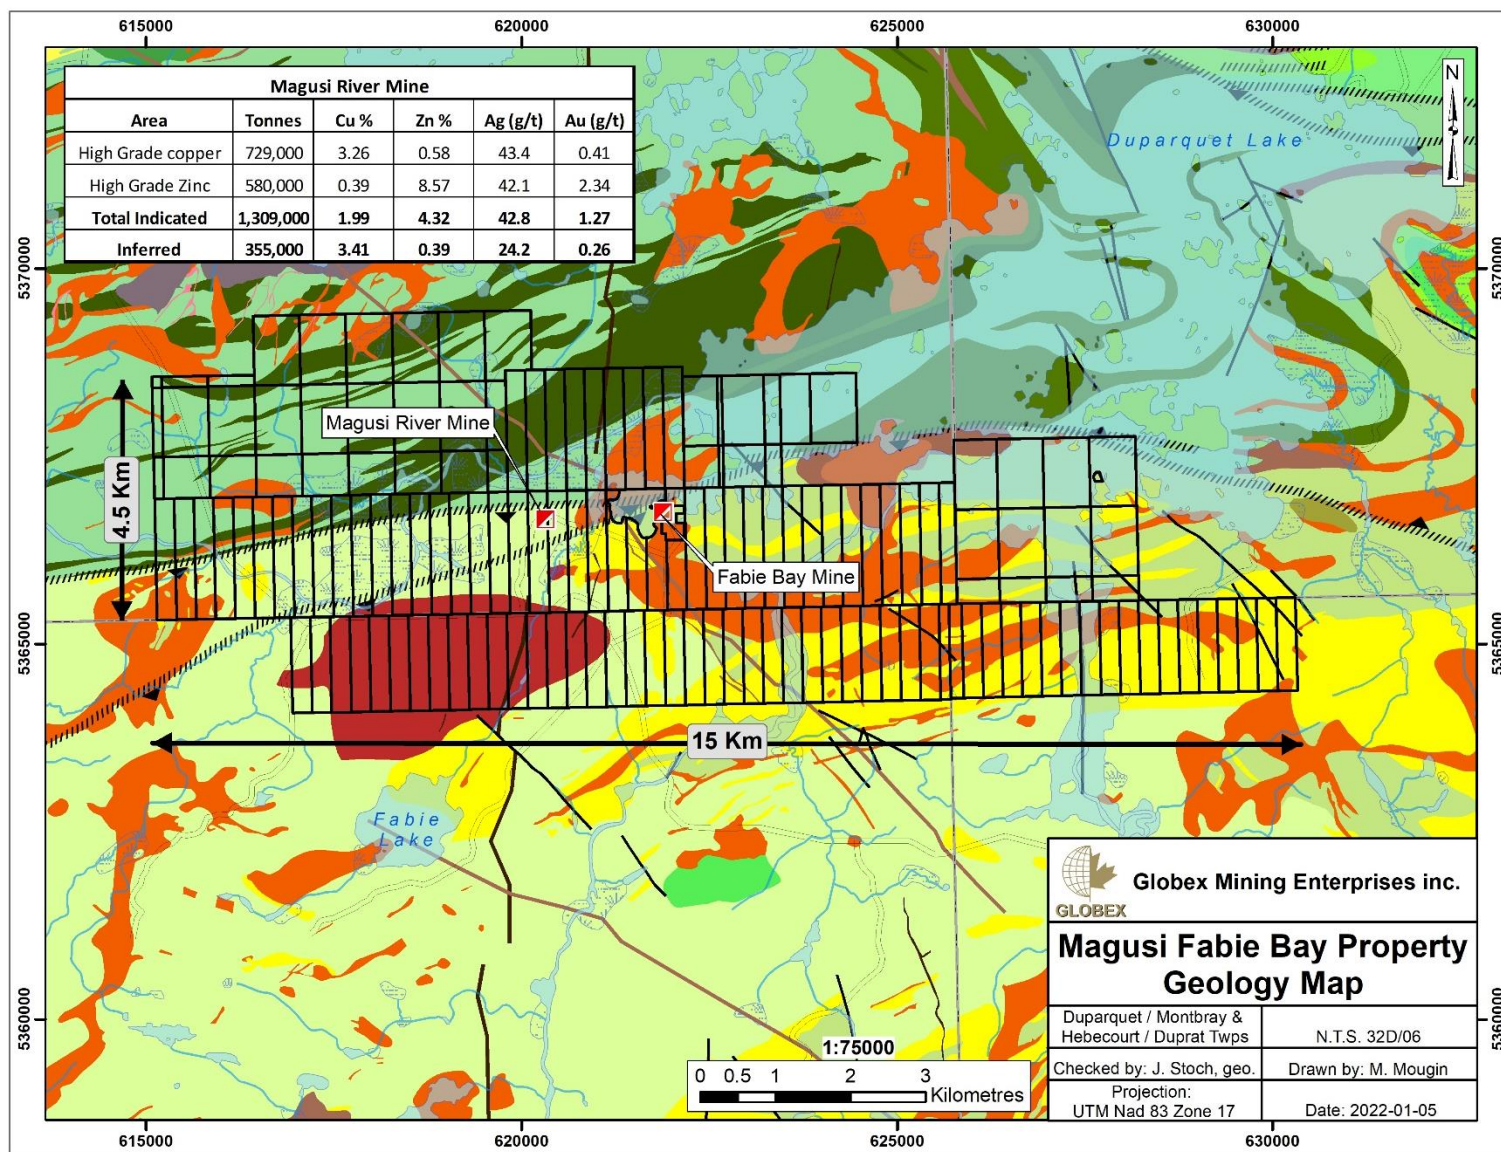 615000 620000 625000 630000
Magusi River Mine
Area Tonnes Cu % Zn % Ag (g/t) Au (g/t)
High Grade copper 729,000 3.26 0.58 43.4 0.41
High Grade Zinc 580,000 0.39 8.57 42.1 2.34
Total Indicated 1,309,000 1.99 4.32 42.8 1.27
Inferred 355,000 3.41 0.39 24.2 0.26
N
Duparquet Lake
5370000 5370000
Magusi River Mine
4.5 Km
Fabie Bay Mine
5365000 5365000
15 Km
Fabie
Lake
GLOBEX
Globex Mining Enterprises inc.
Magusi Fabie Bay Property
Geology Map
Duparquet / Montbray &
Hebecourt / Duprat Twps
N.T.S. 32D/06
Checked by: J. Stoch, geo.
Drawn by: M. Mougin
Projection:
UTM Nad 83 Zone 17
Date: 2022-01-05
5360000 5360000
1:75000
0 0.5 1 2 3
Kilometres
615000 620000 625000 630000